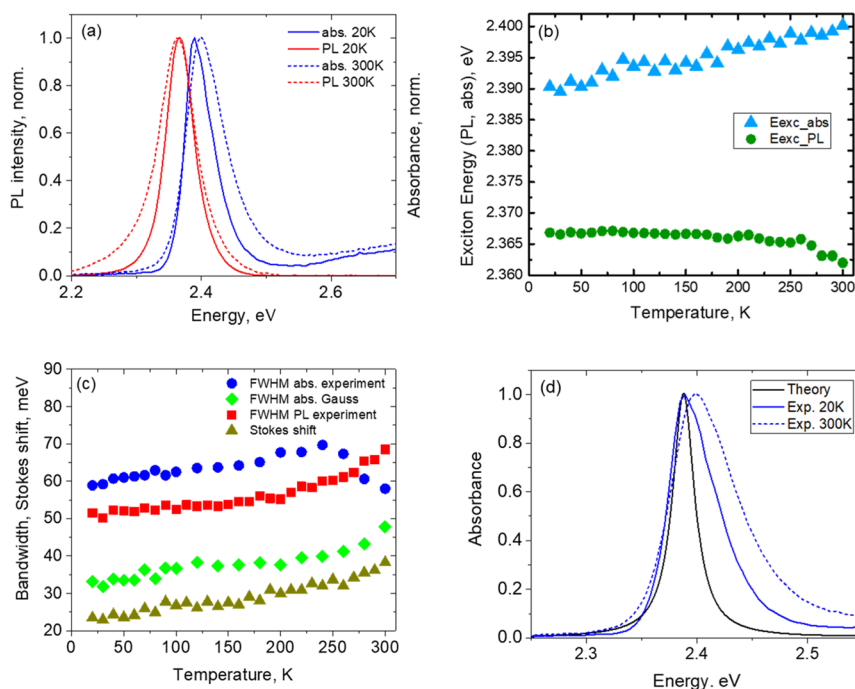 (a)
abs. 20K
PL 20K
abs. 300K
PL 300K
PL intensity, norm.
Absorbance, norm.
1.0
0.8
0.6
0.4
0.2
0.0
2.2
2.4
2.6
Energy, eV
(b)
Exciton Energy (PL, abs), eV
2.400
2.395
2.390
2.385
2.380
2.375
2.370
2.365
2.360
Eexc_abs
Eexc_PL
0 50 100 150 200 250 300
Temperature, K
(c)
Bandwidth, Stokes shift, meV
90
80
70
60
50
40
30
20
FWHM abs. experiment
FWHM abs. Gauss
FWHM PL experiment
Stokes shift
0 50 100 150 200 250 300
Temperature, K
(d)
Theory
Exp. 20K
Exp. 300K
Absorbance
1.0
0.8
0.6
0.4
0.2
0.0
2.3
2.4
2.5
Energy, eV